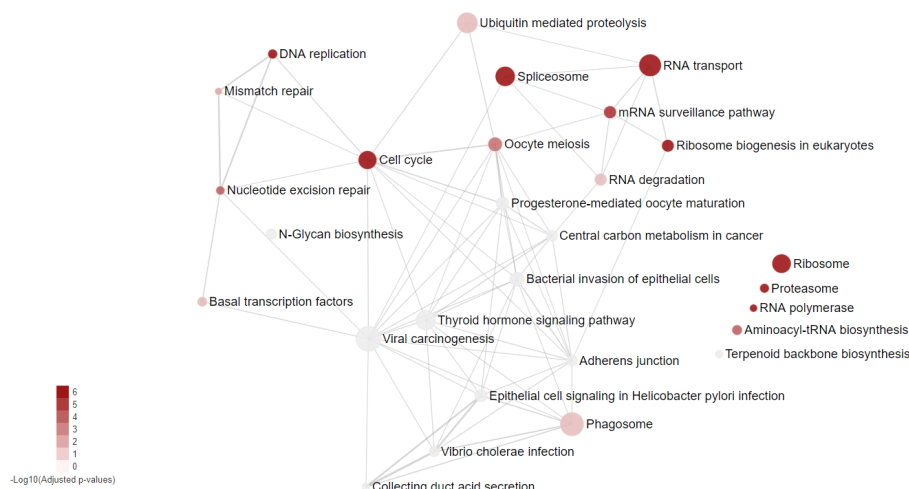 Ubiquitin mediated proteolysis
DNA replication
RNA transport
Spliceosome
Mismatch repair
mRNA surveillance pathway
Oocyte meiosis
Ribosome biogenesis in eukaryotes
Cell cycle
RNA degradation
Nucleotide excision repair
Progesterone-mediated oocyte maturation
N-Glycan biosynthesis
Central carbon metabolism in cancer
Ribosome
Bacterial invasion of epithelial cells
Proteasome
Basal transcription factors
RNA polymerase
Thyroid hormone signaling pathway
Aminoacyl-tRNA biosynthesis
Viral carcinogenesis
Terpenoid backbone biosynthesis
Adherens junction
Epithelial cell signaling in Helicobacter pylori infection
Phagosome
Vibrio cholerae infection
Collecting duct acid secretion
6
5
4
3
2
1
0
-Log10(Adjusted p-values)